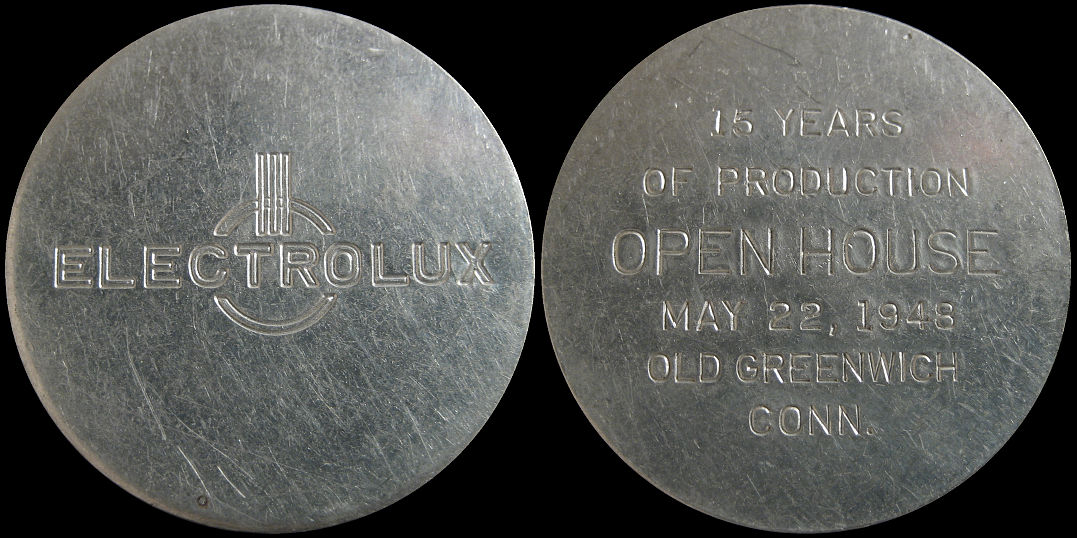 ELECTROLUX
15 YEARS
OF PRODUCTION
OPEN HOUSE
MAY 22, 1948
OLD GREENWICH
CONN.